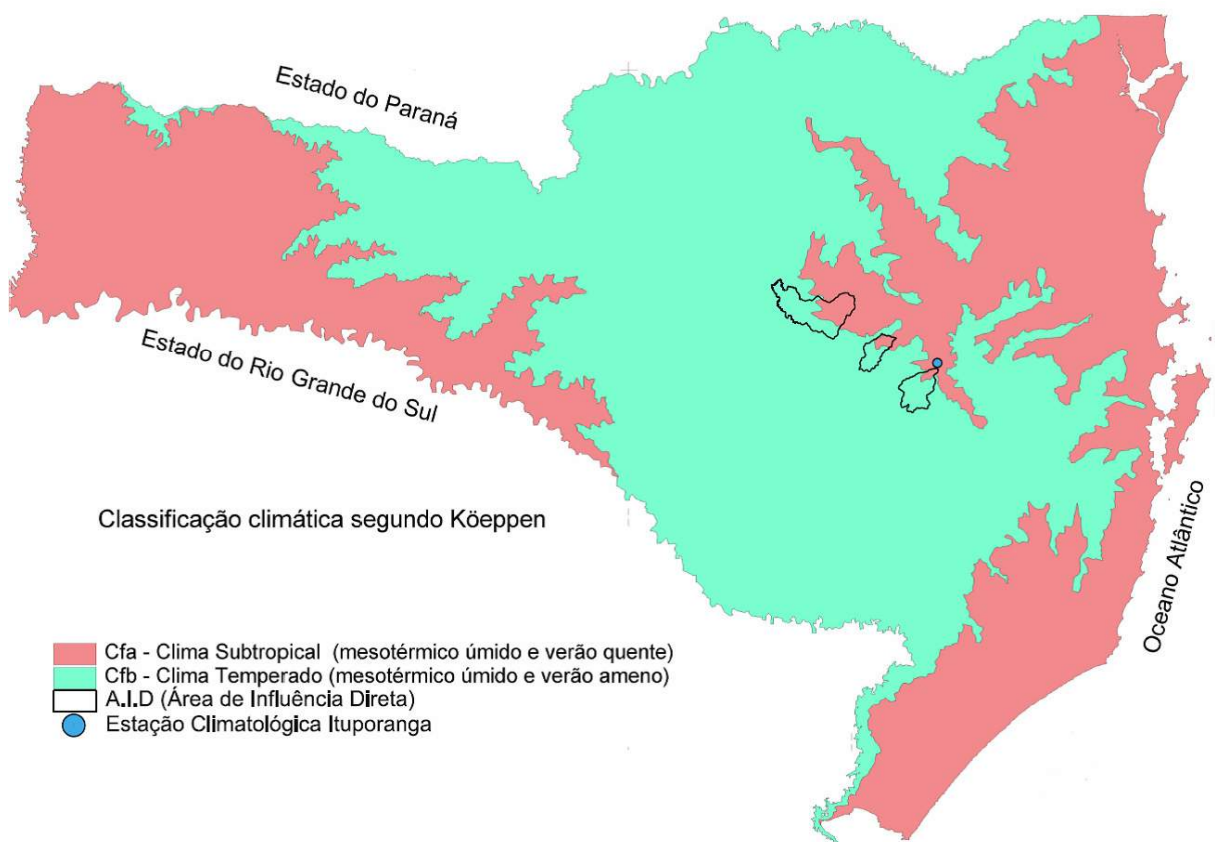 Estado do Paraná
Estado do Rio Grande do Sul
Classificação climática segundo Köeppen
Oceano Atlântico
Cfa - Clima Subtropical (mesotérmico úmido e verão quente)
Cfb - Clima Temperado (mesotérmico úmido e verão ameno)
A.I.D (Área de Influência Direta)
Estação Climatológica Ituporanga